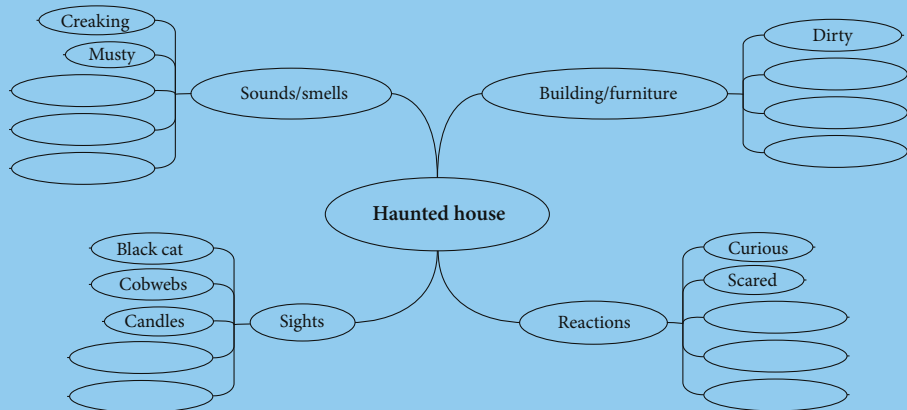 Creaking
Musty
Sounds/smells
Building/furniture
Dirty
Haunted house
Black cat
Cobwebs
Candles
Sights
Curious
Scared
Reactions